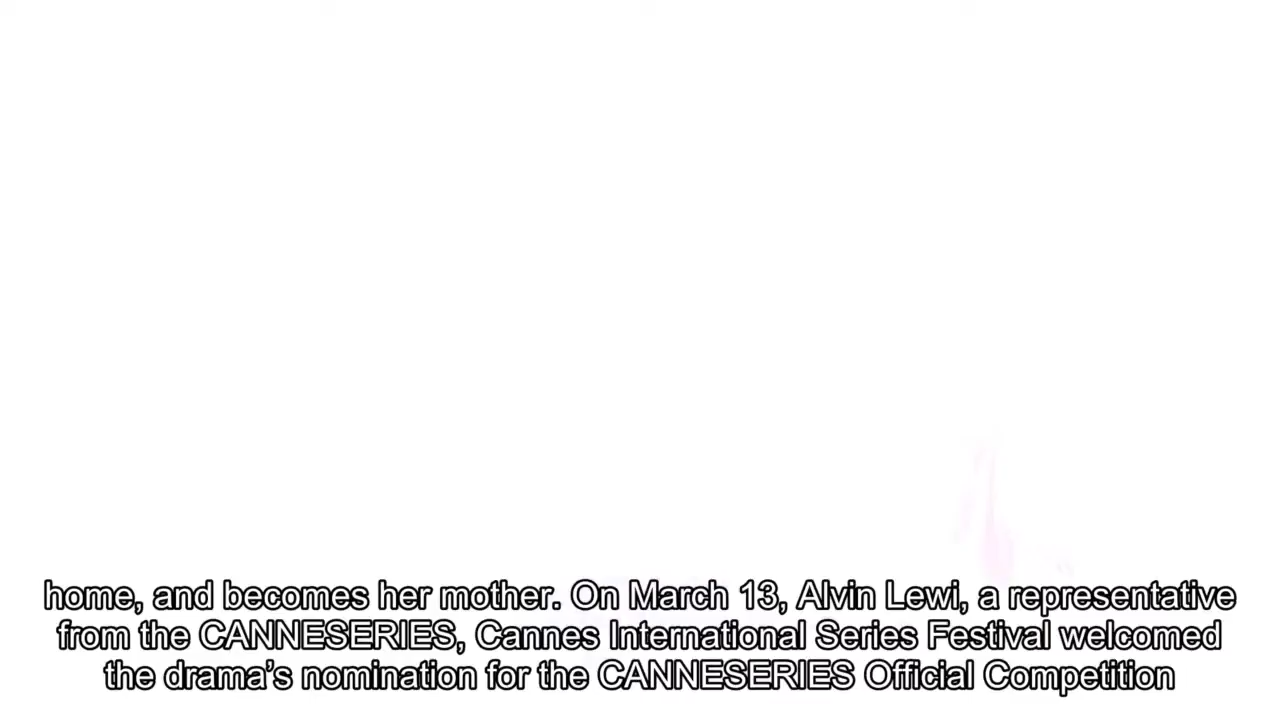 home, and becomes her mother. On March 13, Alvin Lewi, a representative
from the CANNESERIES, Cannes International Series Festival welcomed
the drama’s nomination for the CANNESERIES Official Competition